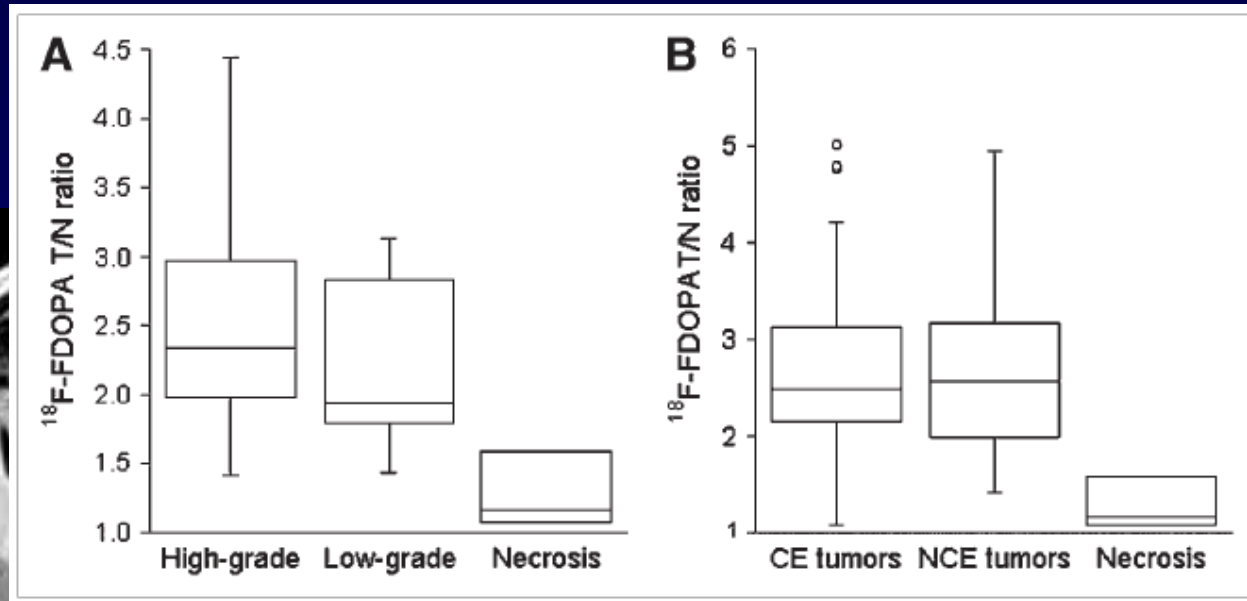 A
18F-FDOPA T/N ratio
4.5
4.0
3.5
3.0
2.5
2.0
1.5
1.0
High-grade
Low-grade
Necrosis
B
18F-FDOPA T/N ratio
6
5
4
3
2
1
CE tumors
NCE tumors
Necrosis